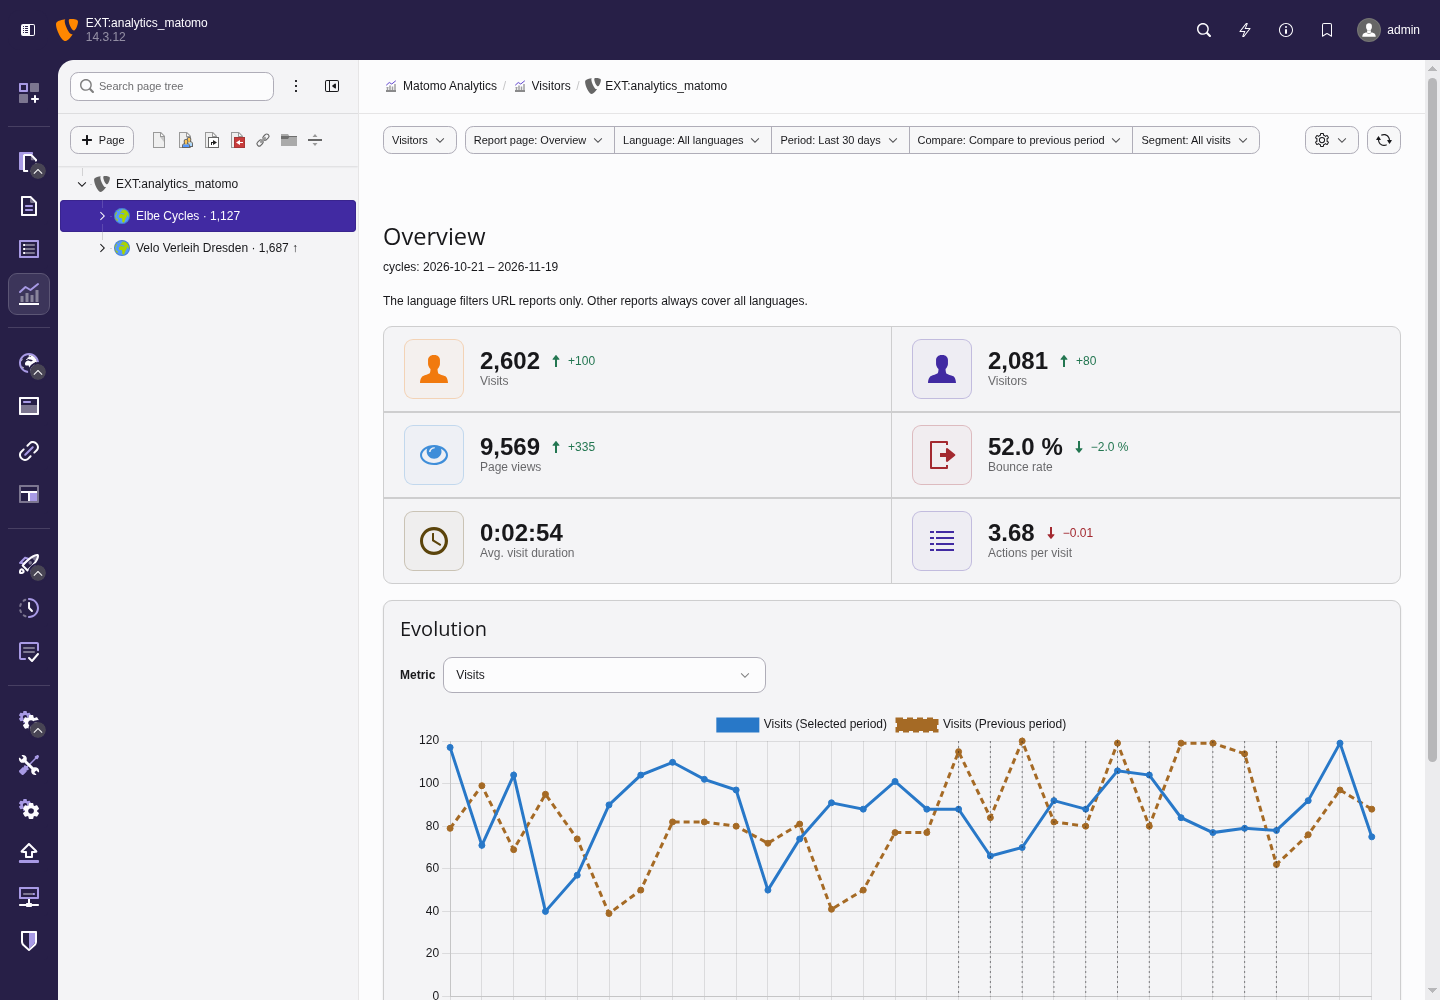 EXT:analytics_matomo
14.3.12
admin
Search page tree
Matomo Analytics / Visitors / EXT:analytics_matomo
Page
Visitors
Report page: Overview
Language: All languages
Period: Last 30 days
Compare: Compare to previous period
Segment: All visits
EXT:analytics_matomo
Elbe Cycles · 1,127
Velo Verleih Dresden · 1,687 ↑
Overview
cycles: 2026-10-21 – 2026-11-19
The language filters URL reports only. Other reports always cover all languages.
2,602 +100
Visits
2,081 +80
Visitors
9,569 +335
Page views
52.0 % −2.0 %
Bounce rate
0:02:54
Avg. visit duration
3.68 −0.01
Actions per visit
Evolution
Metric
Visits
Visits (Selected period)
Visits (Previous period)
120
100
80
60
40
20
0